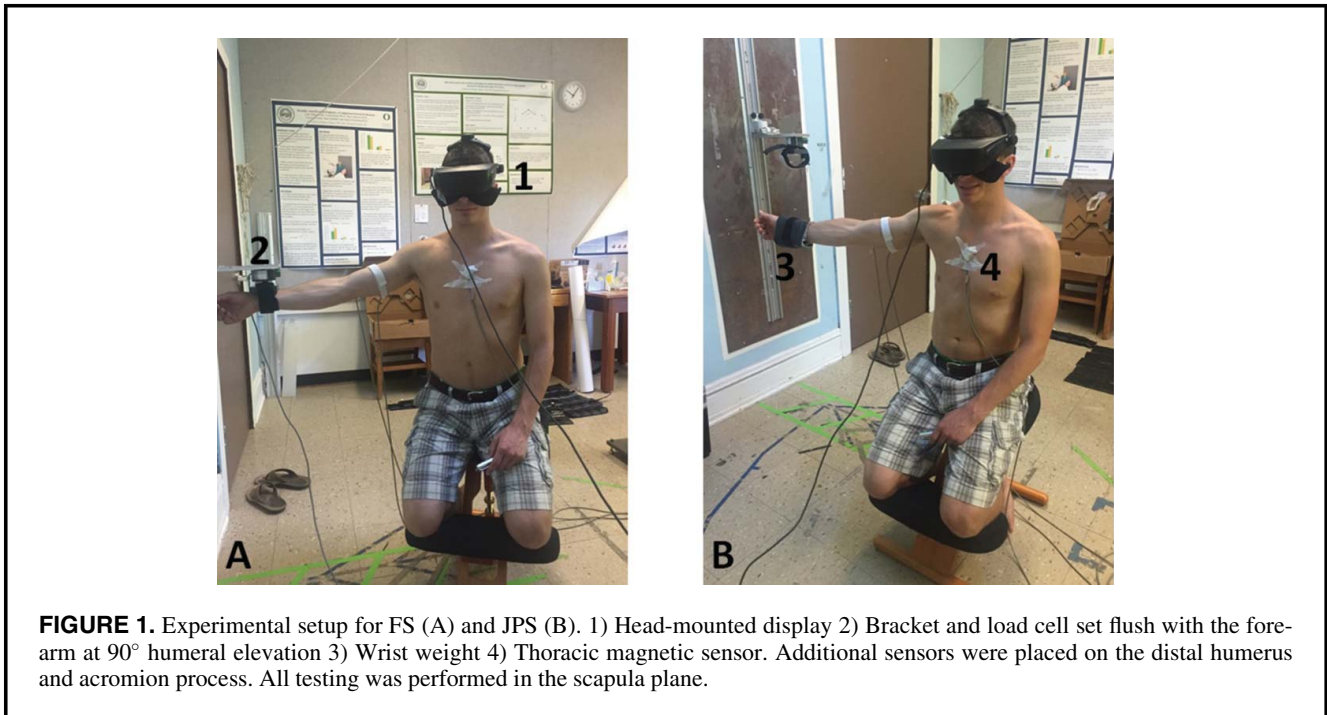 1
2
A
3
4
B
FIGURE 1. Experimental setup for FS (A) and JPS (B). 1) Head-mounted display 2) Bracket and load cell set flush with the fore-
arm at 90° humeral elevation 3) Wrist weight 4) Thoracic magnetic sensor. Additional sensors were placed on the distal humerus
and acromion process. All testing was performed in the scapula plane.